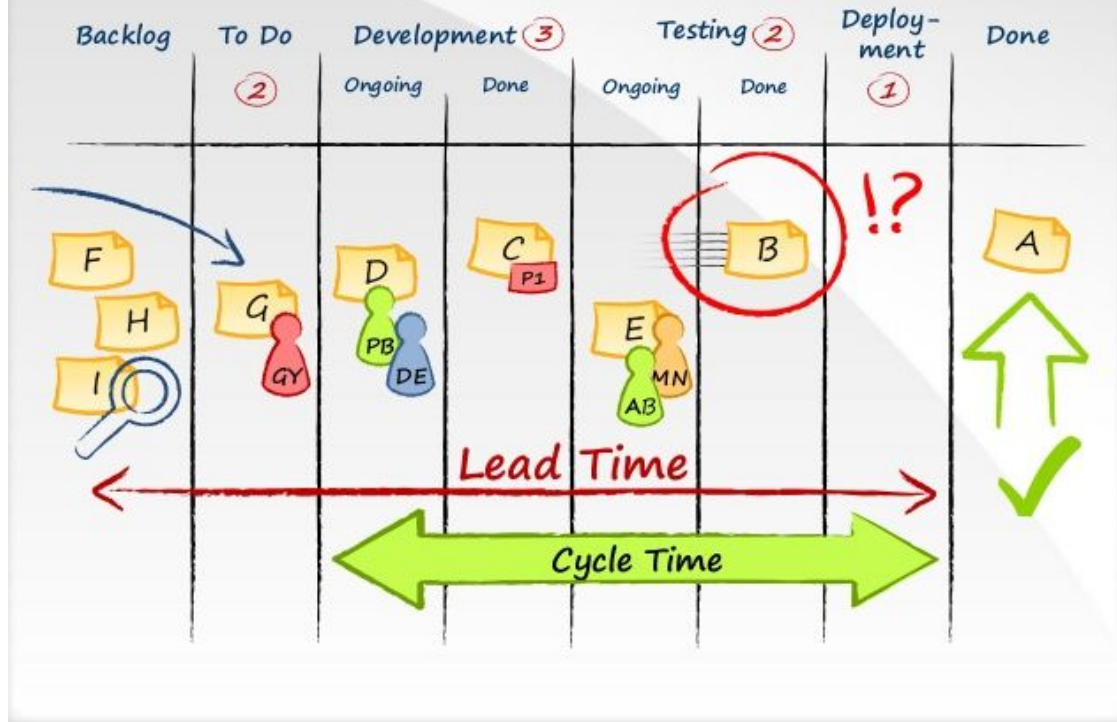 Backlog
To Do
2
Development 3
Ongoing
Done
Testing 2
Ongoing
Done
Deploy-
ment
1
Done
F
H
I
G
GY
D
PB
DE
C
P1
E
MN
AB
B
!?
A
Lead Time
Cycle Time